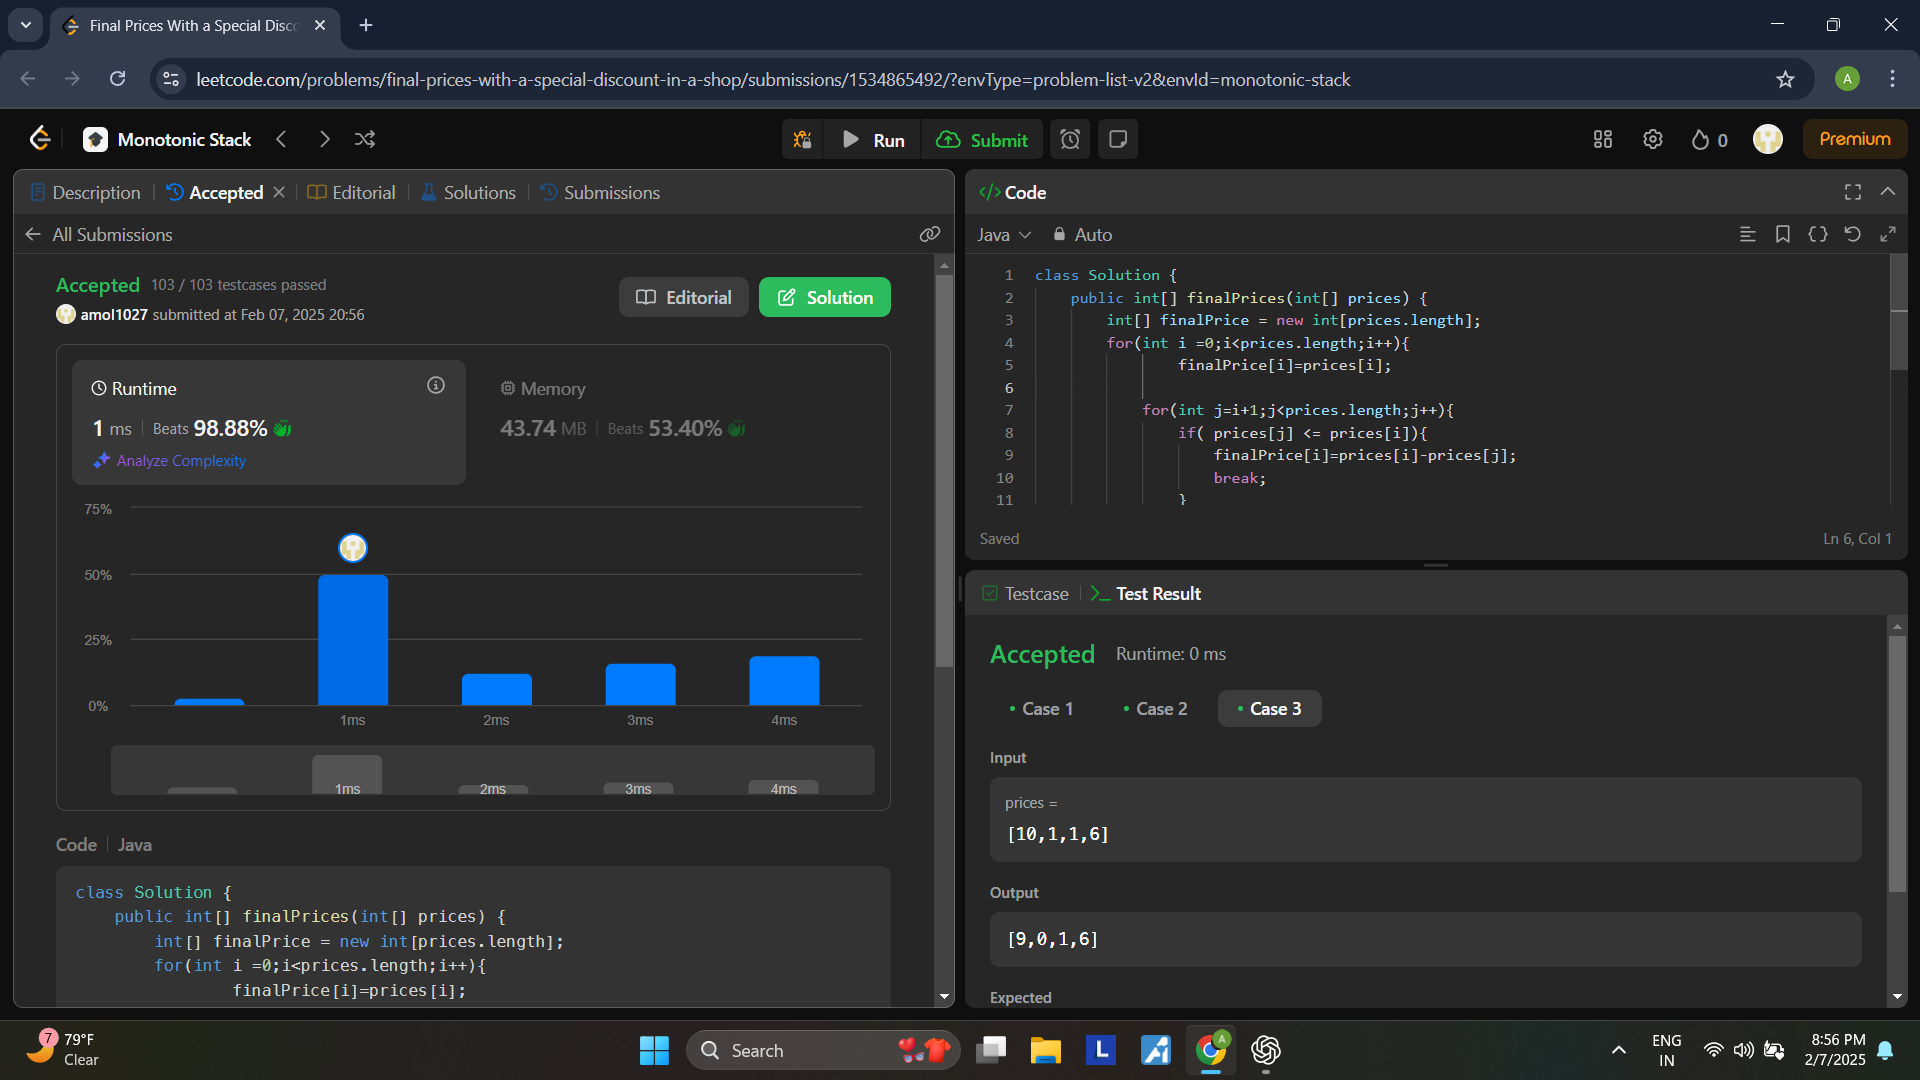 Final Prices With a Special Disc
leetcode.com/problems/final-prices-with-a-special-discount-in-a-shop/submissions/1534865492/?envType=problem-list-v2&envId=monotonic-stack
A
Monotonic Stack
Run
Submit
0
Premium
Description
Accepted
Editorial
Solutions
Submissions
All Submissions
Accepted 103 / 103 testcases passed
amol1027 submitted at Feb 07, 2025 20:56
Editorial
Solution
Runtime
1 ms Beats 98.88%
Analyze Complexity
Memory
43.74 MB Beats 53.40%
75%
50%
25%
0%
1ms
2ms
3ms
4ms
1ms
2ms
3ms
4ms
Code Java
class Solution {
public int[] finalPrices(int[] prices) {
int[] finalPrice = new int[prices.length];
for(int i =0;i<prices.length;i++){
finalPrice[i]=prices[i];
</> Code
Java
Auto
1 class Solution {
2 public int[] finalPrices(int[] prices) {
3 int[] finalPrice = new int[prices.length];
4 for(int i =0;i<prices.length;i++){
5 finalPrice[i]=prices[i];
6
7 for(int j=i+1;j<prices.length;j++){
8 if( prices[j] <= prices[i]){
9 finalPrice[i]=prices[i]-prices[j];
10 break;
11 }
Saved
Ln 6, Col 1
Testcase
Test Result
Accepted Runtime: 0 ms
Case 1
Case 2
Case 3
Input
prices =
[10,1,1,6]
Output
[9,0,1,6]
Expected
7
79°F
Clear
Search
L
A
ENG
IN
8:56 PM
2/7/2025